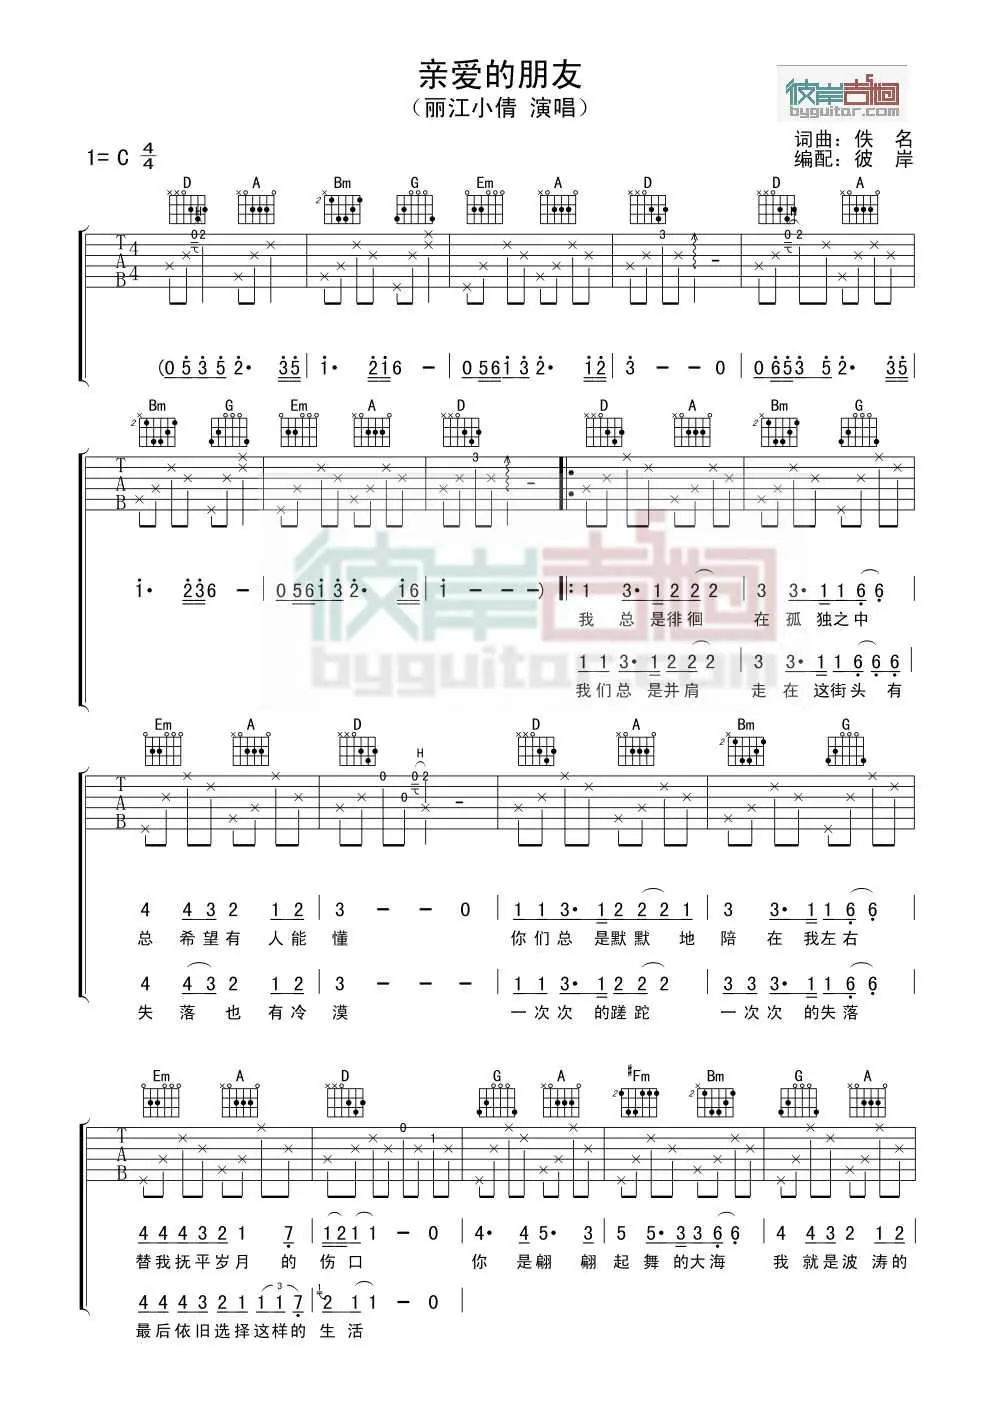 亲爱的朋友
（丽江小倩 演唱）
彼岸吉他
byguitar.com
词曲：佚 名
编配：彼 岸
1= C 4/4
D A Bm G Em A D D A
T A B 4 4
(0 5 3 5 2· 3 5 | 1· 2 1 6 - | 0 5 6 1 3 2· 1 2 | 3 - - 0 | 0 6 5 3 5 2· 3 5
Bm G Em A D D A Bm G
T A B
1· 2 3 6 - | 0 5 6 1 3 2· 1 6 | 1 - - - ) ‖: 1 3· 1 2 2 2 2 | 3 3· 1 1 6 6
我 总 是徘徊 在 孤 独之中
1 1 3· 1 1 2 2 2 | 3 3· 1 1 6 6 6
我们总 是并肩 走 在 这街头 有
byguitar.com
Em A D H D A Bm G
T A B
4 4 3 2 1 2 | 3 - - 0 | 1 1 3· 1 2 2 2 1 | 3 3· 1 1 6 6
总 希望有 人能 懂 你们总 是默默 地 陪 在 我左右
4 4 3 2 1 2 | 3 - - 0 | 1 1 3· 1 2 2 2 | 3 3 3· 1 1 6 6
失 落 也 有冷 漠 一次次 的蹉跎 一次次 的失落
Em A D G A #Fm Bm G A
T A B
4 4 4 3 2 1 7 | 1 2 1 1 - 0 | 4· 4 5· 3 | 5 5· 3 3 6 6 | 4 4 3 2 1 2
替我抚平岁月 的 伤口 你 是翩 翩 起 舞 的大海 我 就是波 涛的
4 4 4 3 2 1 1 1 7 | 2 1 1 - 0 |
最后依旧选择这样的 生 活